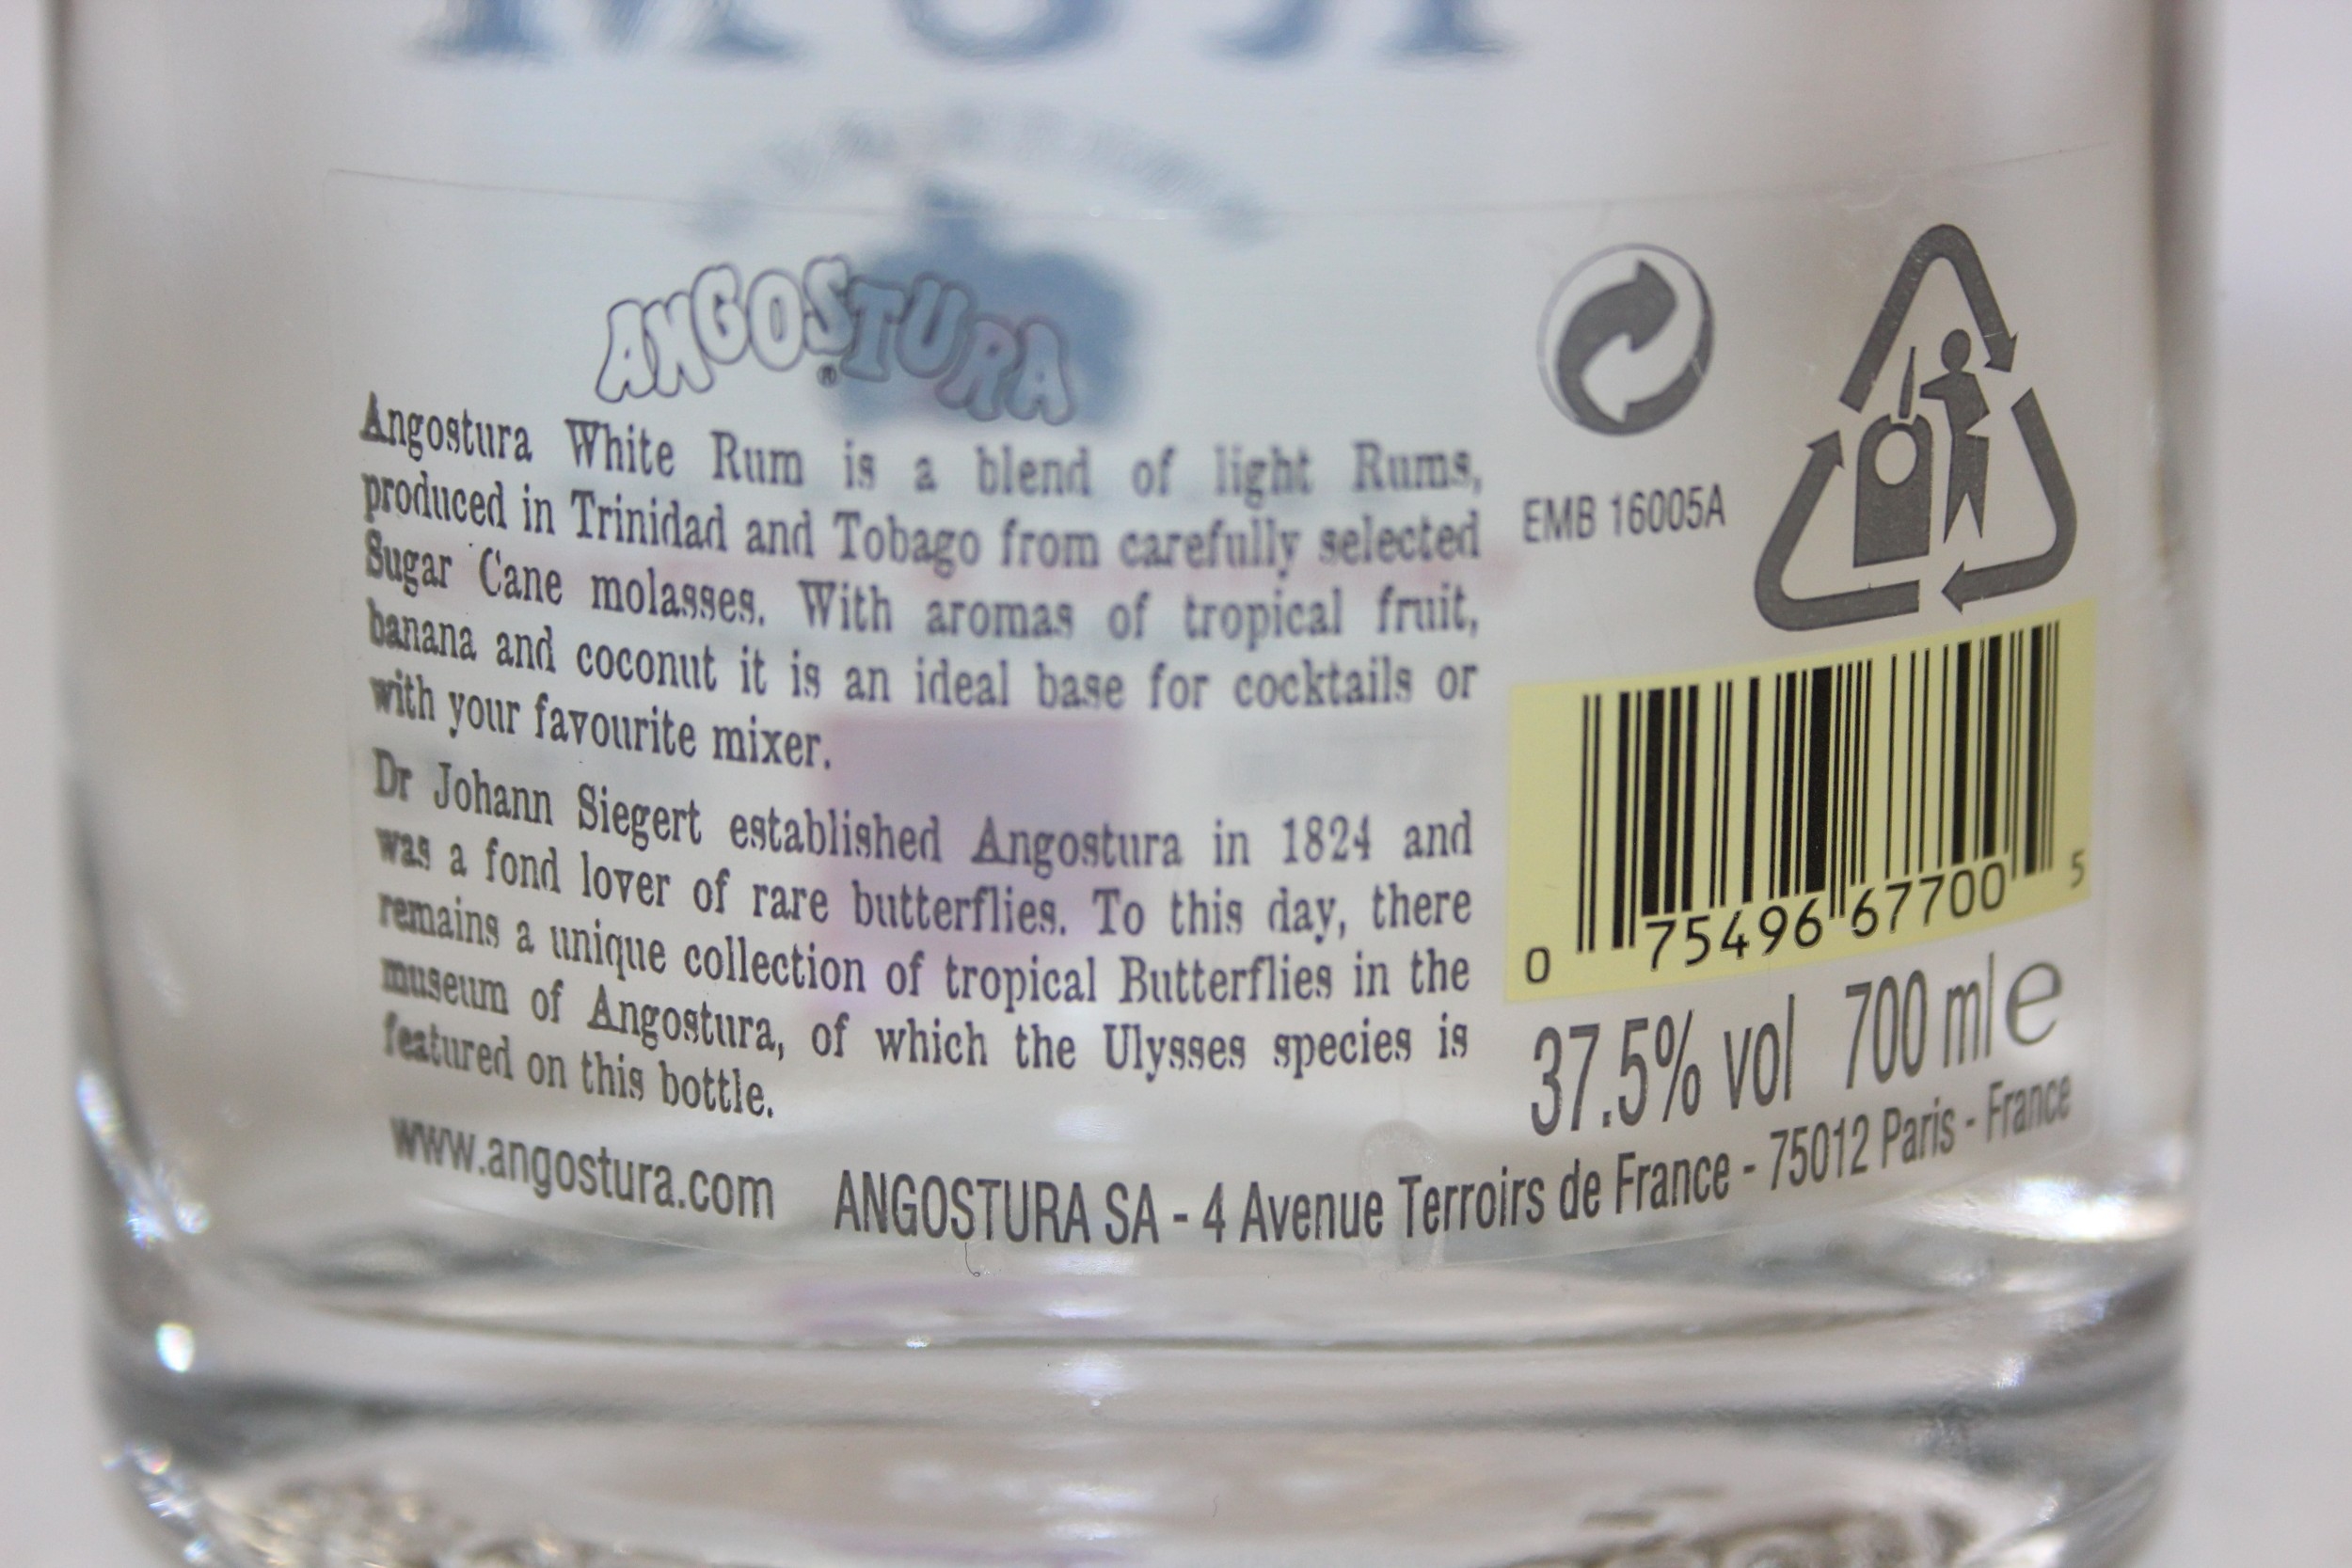 ANGOSTURA
®
Angostura White Rum is a blend of light Rums,
produced in Trinidad and Tobago from carefully selected
Sugar Cane molasses. With aromas of tropical fruit,
banana and coconut it is an ideal base for cocktails or
with your favourite mixer.
Dr Johann Siegert established Angostura in 1824 and
was a fond lover of rare butterflies. To this day, there
remains a unique collection of tropical Butterflies in the
museum of Angostura, of which the Ulysses species is
featured on this bottle.
www.angostura.com
EMB 16005A
0 75496 67700 5
37.5% vol 700 ml e
ANGOSTURA SA - 4 Avenue Terroirs de France - 75012 Paris - France